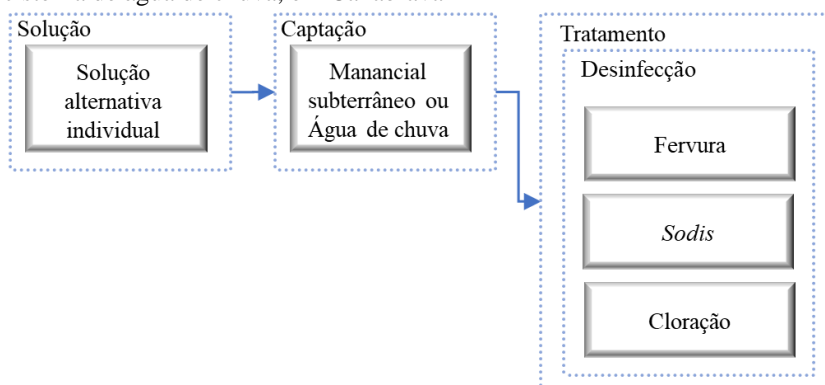 Solução
Solução
alternativa
individual
Captação
Manancial
subterrâneo ou
Água de chuva
Tratamento
Desinfecção
Fervura
Sodis
Cloração